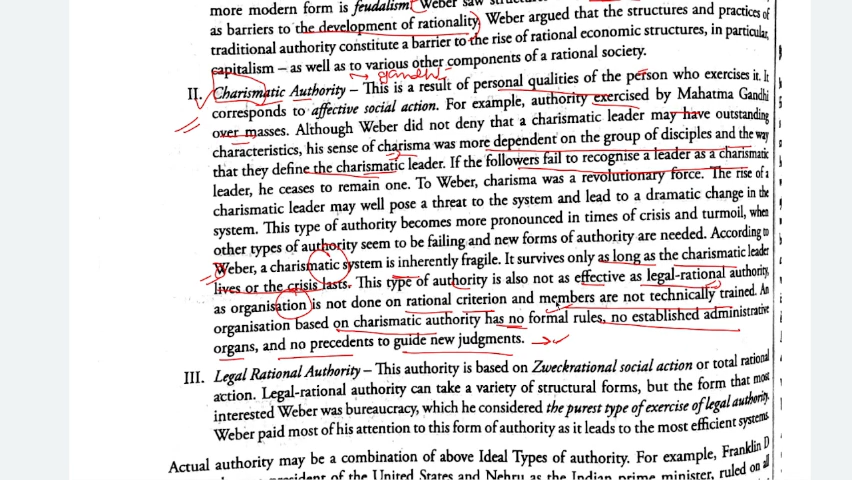 more modern form is feudalism. Weber saw
as barriers to the development of rationality. Weber argued that the structures and practices of
traditional authority constitute a barrier to the rise of rational economic structures, in particular,
capitalism – as well as to various other components of a rational society.
gandhi
II. Charismatic Authority – This is a result of personal qualities of the person who exercises it. It
corresponds to affective social action. For example, authority exercised by Mahatma Gandhi
over masses. Although Weber did not deny that a charismatic leader may have outstanding
characteristics, his sense of charisma was more dependent on the group of disciples and the way
that they define the charismatic leader. If the followers fail to recognise a leader as a charismatic
leader, he ceases to remain one. To Weber, charisma was a revolutionary force. The rise of a
charismatic leader may well pose a threat to the system and lead to a dramatic change in the
system. This type of authority becomes more pronounced in times of crisis and turmoil, when
other types of authority seem to be failing and new forms of authority are needed. According to
Weber, a charismatic system is inherently fragile. It survives only as long as the charismatic leader
lives or the crisis lasts. This type of authority is also not as effective as legal-rational authority,
as organisation is not done on rational criterion and members are not technically trained. An
organisation based on charismatic authority has no formal rules, no established administrative
organs, and no precedents to guide new judgments.
III. Legal Rational Authority – This authority is based on Zweckrational social action or total rational
action. Legal-rational authority can take a variety of structural forms, but the form that most
interested Weber was bureaucracy, which he considered the purest type of exercise of legal authority.
Weber paid most of his attention to this form of authority as it leads to the most efficient systems
Actual authority may be a combination of above Ideal Types of authority. For example, Franklin D
president of the United States and Nehru as the Indian prime minister, ruled on all